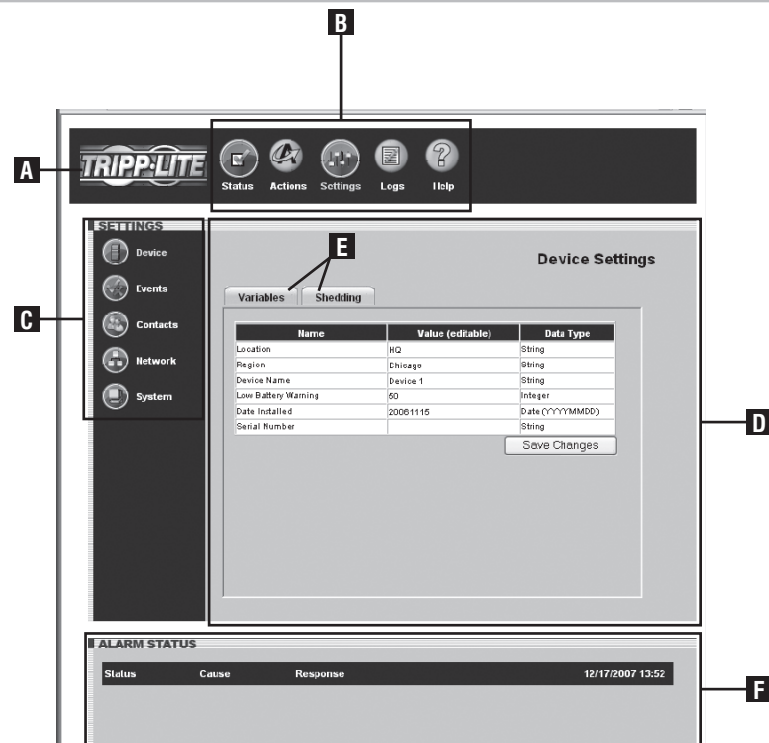 B
A
TRIPP·LITE
Status Actions Settings Logs Help
SETTINGS
Device
Events
Contacts
Network
System
C
E
Device Settings
Variables Shedding
Name Value (editable) Data Type
Location HQ String
Region Chicago String
Device Name Device 1 String
Low Battery Warning 50 Integer
Date Installed 20061115 Date (YYYYMMDD)
Serial Number String
Save Changes
D
ALARM STATUS
Status Cause Response 12/17/2007 13:52
F